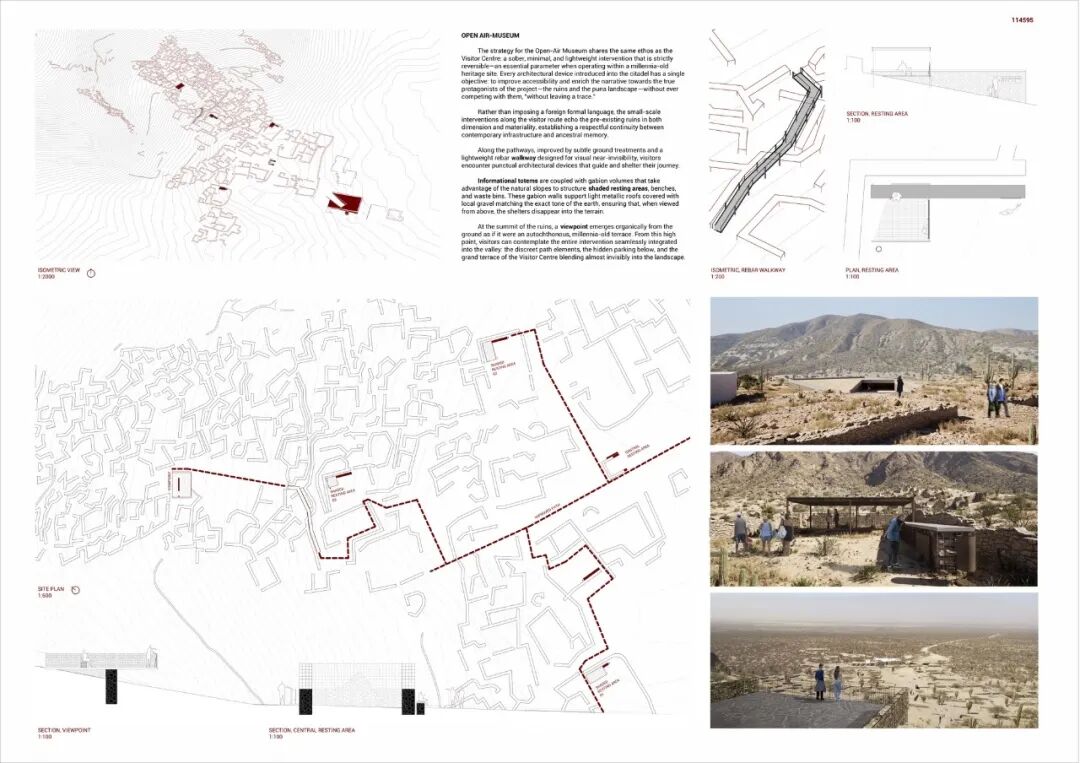 114595
OPEN AIR-MUSEUM
The strategy for the Open-Air Museum shares the same ethos as the
Visitor Centre: a sober, minimal, and lightweight intervention that is strictly
reversible—an essential parameter when operating within a millennia-old
heritage site. Every architectural device introduced into the citadel has a single
objective: to improve accessibility and enrich the narrative towards the true
protagonists of the project—the ruins and the puna landscape—without ever
competing with them, "without leaving a trace."
Rather than imposing a foreign formal language, the small-scale
interventions along the visitor route echo the pre-existing ruins in both
dimension and materiality, establishing a respectful continuity between
contemporary infrastructure and ancestral memory.
Along the pathways, improved by subtle ground treatments and a
lightweight rebar walkway designed for visual near-invisibility, visitors
encounter punctual architectural devices that guide and shelter their journey.
Informational totems are coupled with gabion volumes that take
advantage of the natural slopes to structure shaded resting areas, benches,
and waste bins. These gabion walls support light metallic roofs covered with
local gravel matching the exact tone of the earth, ensuring that, when viewed
from above, the shelters disappear into the terrain.
At the summit of the ruins, a viewpoint emerges organically from the
ground as if it were an autochthonous, millennia-old terrace. From this high
point, visitors can contemplate the entire intervention seamlessly integrated
into the valley: the discreet path elements, the hidden parking below, and the
grand terrace of the Visitor Centre blending almost invisibly into the landscape.
ISOMETRIC VIEW
1:2000
ISOMETRIC, REBAR WALKWAY
1:200
SECTION, RESTING AREA
1:100
PLAN, RESTING AREA
1:100
SHADED
RESTING AREA
SHADED
RESTING AREA
CENTRAL
RESTING AREA
SHADED
RESTING AREA
SITE PLAN
1:600
SECTION, VIEWPOINT
1:100
SECTION, CENTRAL RESTING AREA
1:100